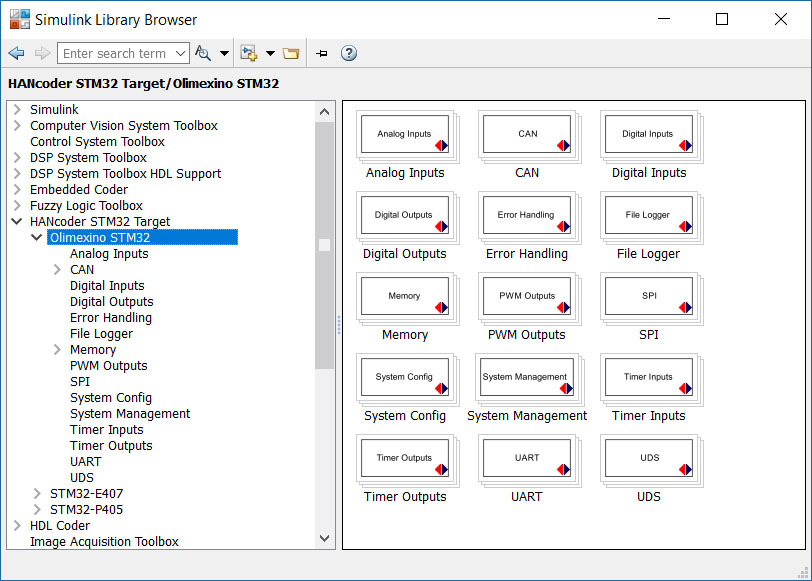 Simulink Library Browser
Enter search term
HANcoder STM32 Target/Olimexino STM32
Simulink
Computer Vision System Toolbox
Control System Toolbox
DSP System Toolbox
DSP System Toolbox HDL Support
Embedded Coder
Fuzzy Logic Toolbox
HANcoder STM32 Target
Olimexino STM32
Analog Inputs
CAN
Digital Inputs
Digital Outputs
Error Handling
File Logger
Memory
PWM Outputs
SPI
System Config
System Management
Timer Inputs
Timer Outputs
UART
UDS
STM32-E407
STM32-P405
HDL Coder
Image Acquisition Toolbox
Analog Inputs CAN Digital Inputs
Analog Inputs CAN Digital Inputs
Digital Outputs Error Handling File Logger
Digital Outputs Error Handling File Logger
Memory PWM Outputs SPI
Memory PWM Outputs SPI
System Config System Management Timer Inputs
System Config System Management Timer Inputs
Timer Outputs UART UDS
Timer Outputs UART UDS